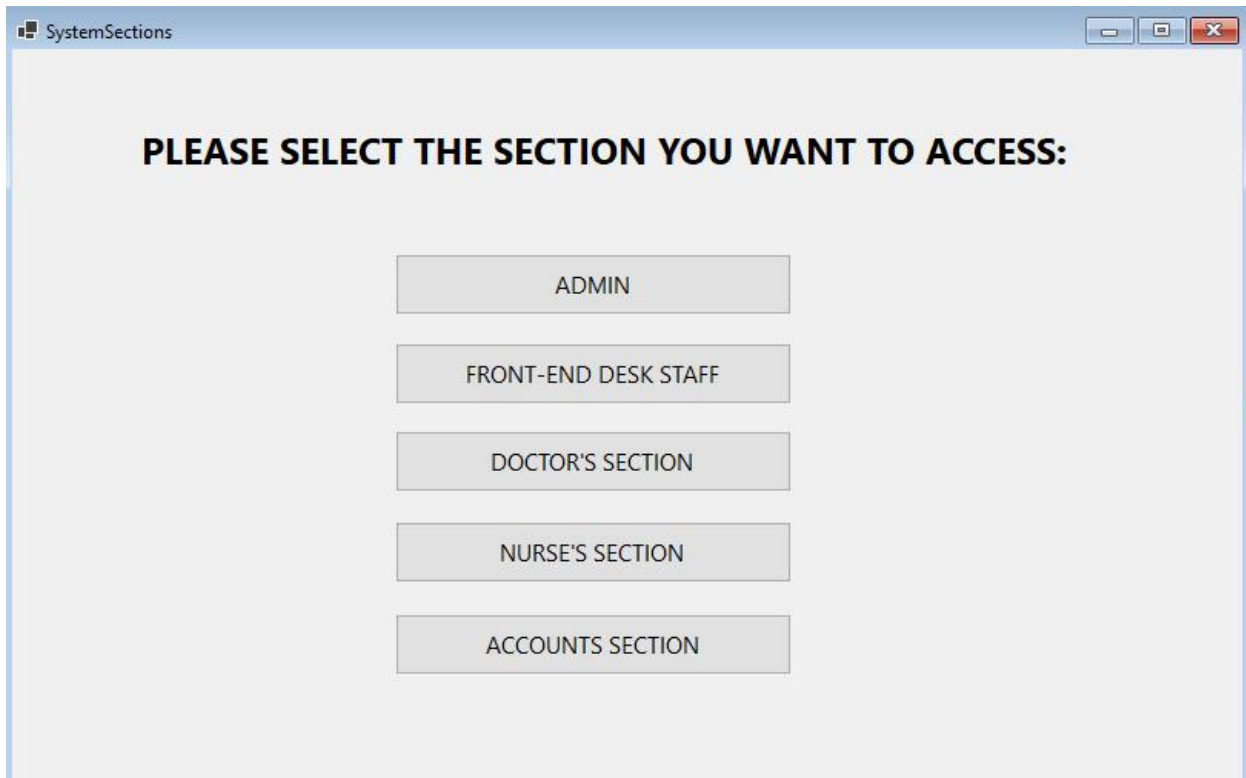 SystemSections
PLEASE SELECT THE SECTION YOU WANT TO ACCESS:
ADMIN
FRONT-END DESK STAFF
DOCTOR'S SECTION
NURSE'S SECTION
ACCOUNTS SECTION